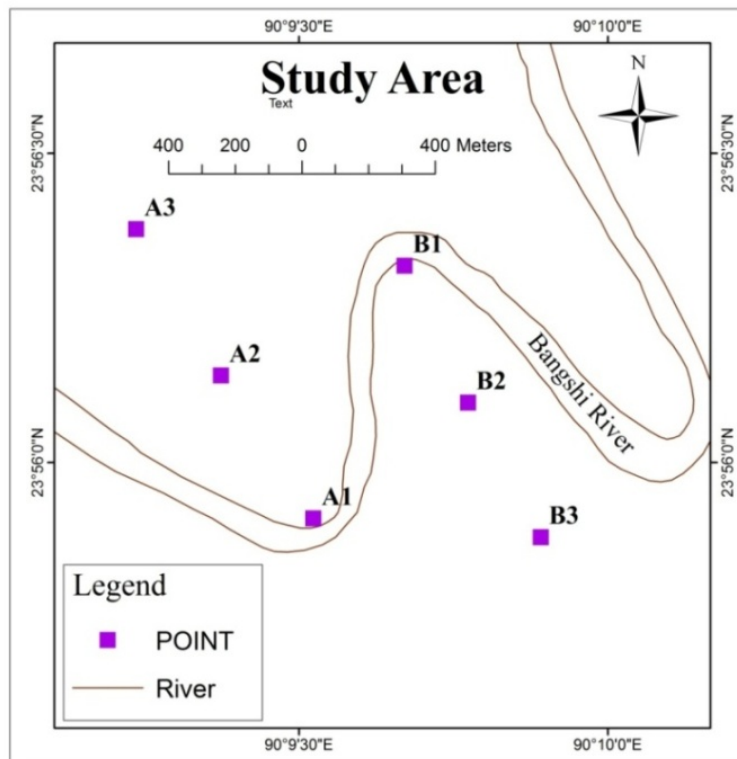 90°9'30"E 90°10'0"E
Study Area
Text
N
400 200 0 400 Meters
23°56'30"N 23°56'30"N
A3
B1
A2
B2
Bangshi River
23°56'0"N 23°56'0"N
A1
B3
Legend
POINT
River
90°9'30"E 90°10'0"E